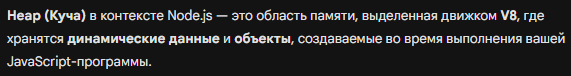 Heap (Куча) в контексте Node.js — это область памяти, выделенная движком V8, где
хранятся динамические данные и объекты, создаваемые во время выполнения вашей
JavaScript-программы.